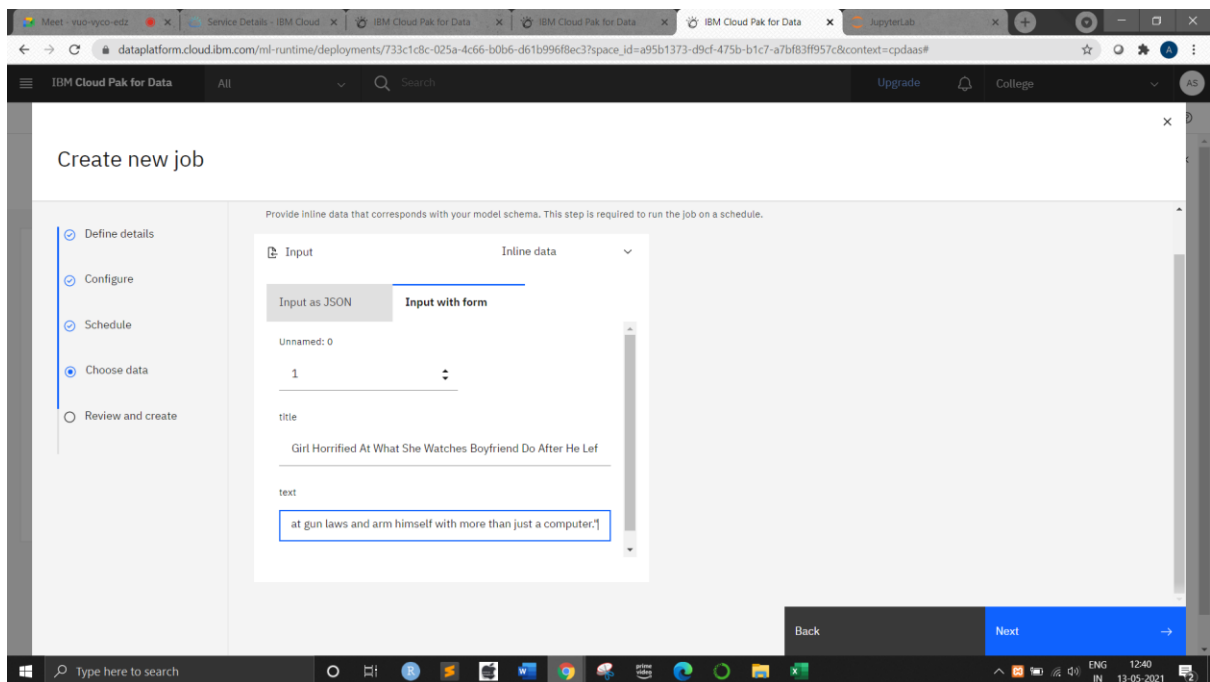 Meet - vuo-syco-edz
Service Details - IBM Cloud
IBM Cloud Pak for Data
IBM Cloud Pak for Data
IBM Cloud Pak for Data
JupyterLab
dataplatform.cloud.ibm.com/ml-runtime/deployments/733c1c8c-025a-4c66-b0b6-d61b996f8ec3?space_id=a95b1373-d9cf-475b-b1c7-a7bf83ff957c&context=cpdaas#
A
IBM Cloud Pak for Data
All
Search
Upgrade
College
AS
Create new job
Define details
Configure
Schedule
Choose data
Review and create
Provide inline data that corresponds with your model schema. This step is required to run the job on a schedule.
Input
Inline data
Input as JSON
Input with form
Unnamed: 0
1
title
Girl Horrified At What She Watches Boyfriend Do After He Lef
text
at gun laws and arm himself with more than just a computer."
Back
Next
Type here to search
R
prime video
ENG
IN
12:40
13-05-2021
2